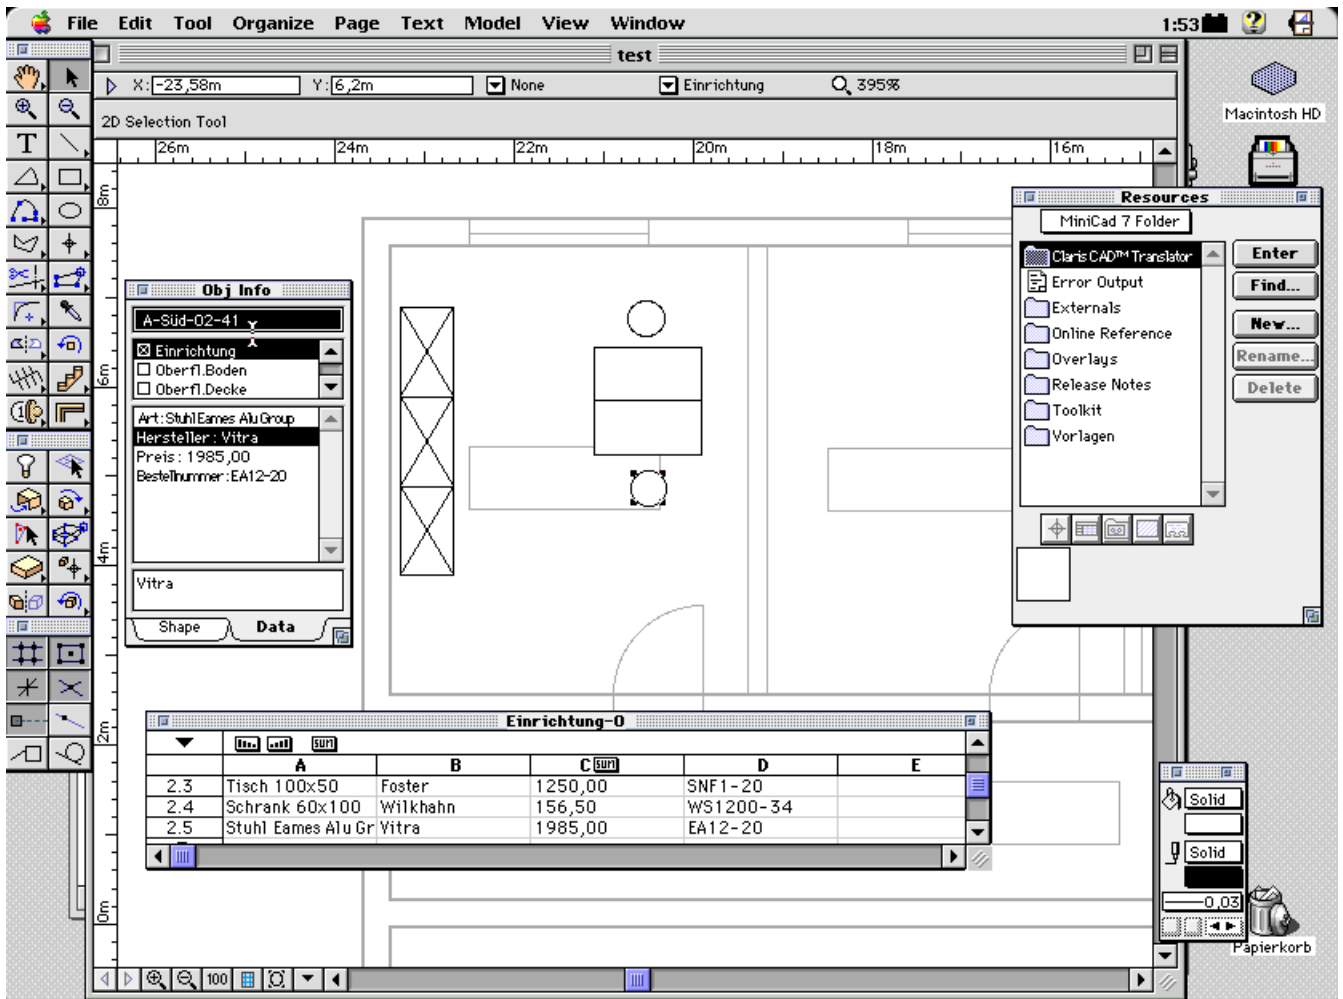 File Edit Tool Organize Page Text Model View Window 1:53
test
X: -23,58m Y: 6,2m None Einrichtung 395%
2D Selection Tool
26m 24m 22m 20m 18m 16m
8m
6m
4m
2m
0m
Macintosh HD
Resources
MiniCad 7 Folder
Claris CAD™ Translator
Error Output
Externals
Online Reference
Overlays
Release Notes
Toolkit
Vorlagen
Enter
Find...
New...
Rename...
Delete
Obj Info
A-Süd-02-41
Einrichtung
Oberfl.Boden
Oberfl.Decke
Art: Stuhl Eames Alu Group
Hersteller: Vitra
Preis: 1985,00
Bestellnummer: EA12-20
Vitra
Shape Data
Einrichtung-0
SUM
A B C SUM D E
2.3 Tisch 100x50 Foster 1250,00 SNF1-20
2.4 Schrank 60x100 Wilkhahn 156,50 WS1200-34
2.5 Stuhl Eames Alu Gr Vitra 1985,00 EA12-20
Solid
Solid
0,03
Papierkorb
100